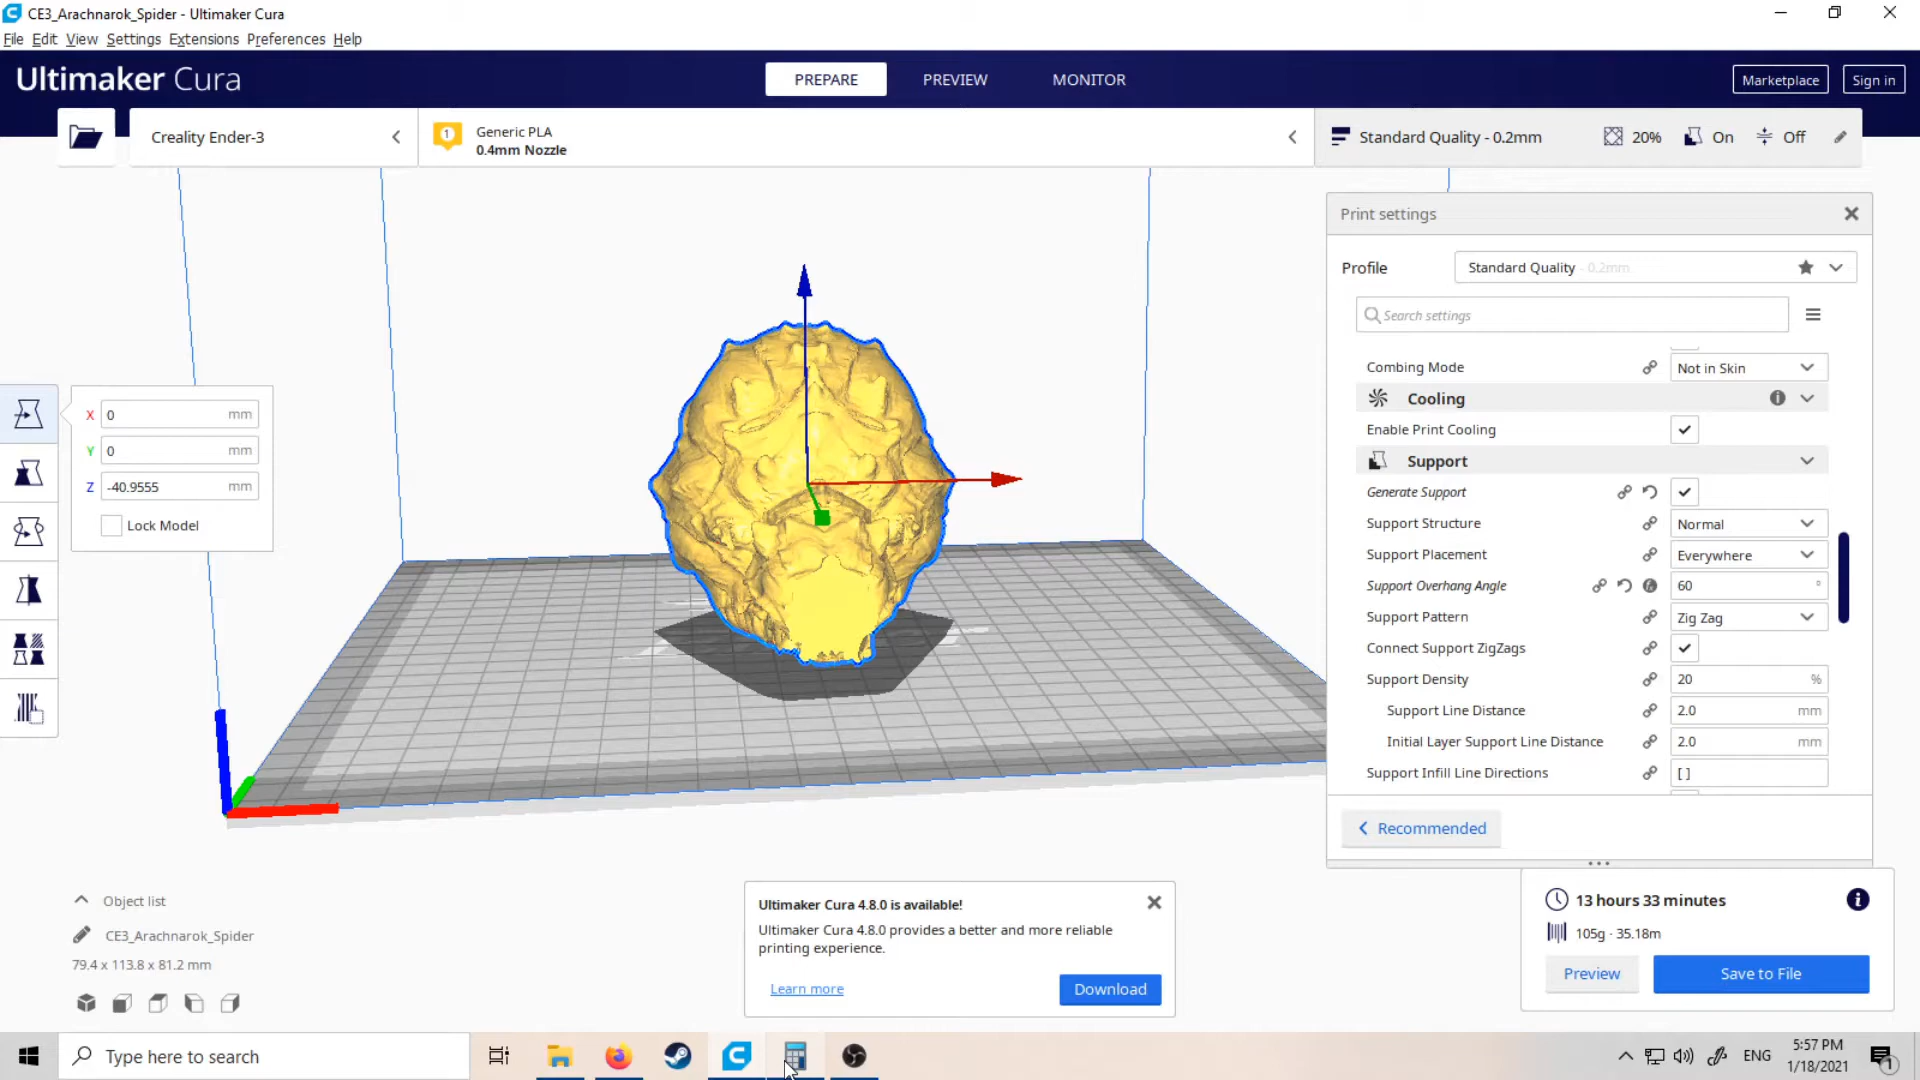 CE3_Arachnarok_Spider - Ultimaker Cura
File Edit View Settings Extensions Preferences Help
Ultimaker Cura
PREPARE
PREVIEW
MONITOR
Marketplace
Sign in
Creality Ender-3
1
Generic PLA
0.4mm Nozzle
Standard Quality - 0.2mm
20%
On
Off
Print settings
Profile
Standard Quality - 0.2mm
Search settings
Combing Mode
Not in Skin
Cooling
Enable Print Cooling
Support
Generate Support
Support Structure
Normal
Support Placement
Everywhere
Support Overhang Angle
60 °
Support Pattern
Zig Zag
Connect Support ZigZags
Support Density
20 %
Support Line Distance
2.0 mm
Initial Layer Support Line Distance
2.0 mm
Support Infill Line Directions
[ ]
Recommended
X 0 mm
Y 0 mm
Z -40.9555 mm
Lock Model
Object list
CE3_Arachnarok_Spider
79.4 x 113.8 x 81.2 mm
Ultimaker Cura 4.8.0 is available!
Ultimaker Cura 4.8.0 provides a better and more reliable
printing experience.
Learn more
Download
13 hours 33 minutes
105g · 35.18m
Preview
Save to File
Type here to search
ENG
5:57 PM
1/18/2021
1